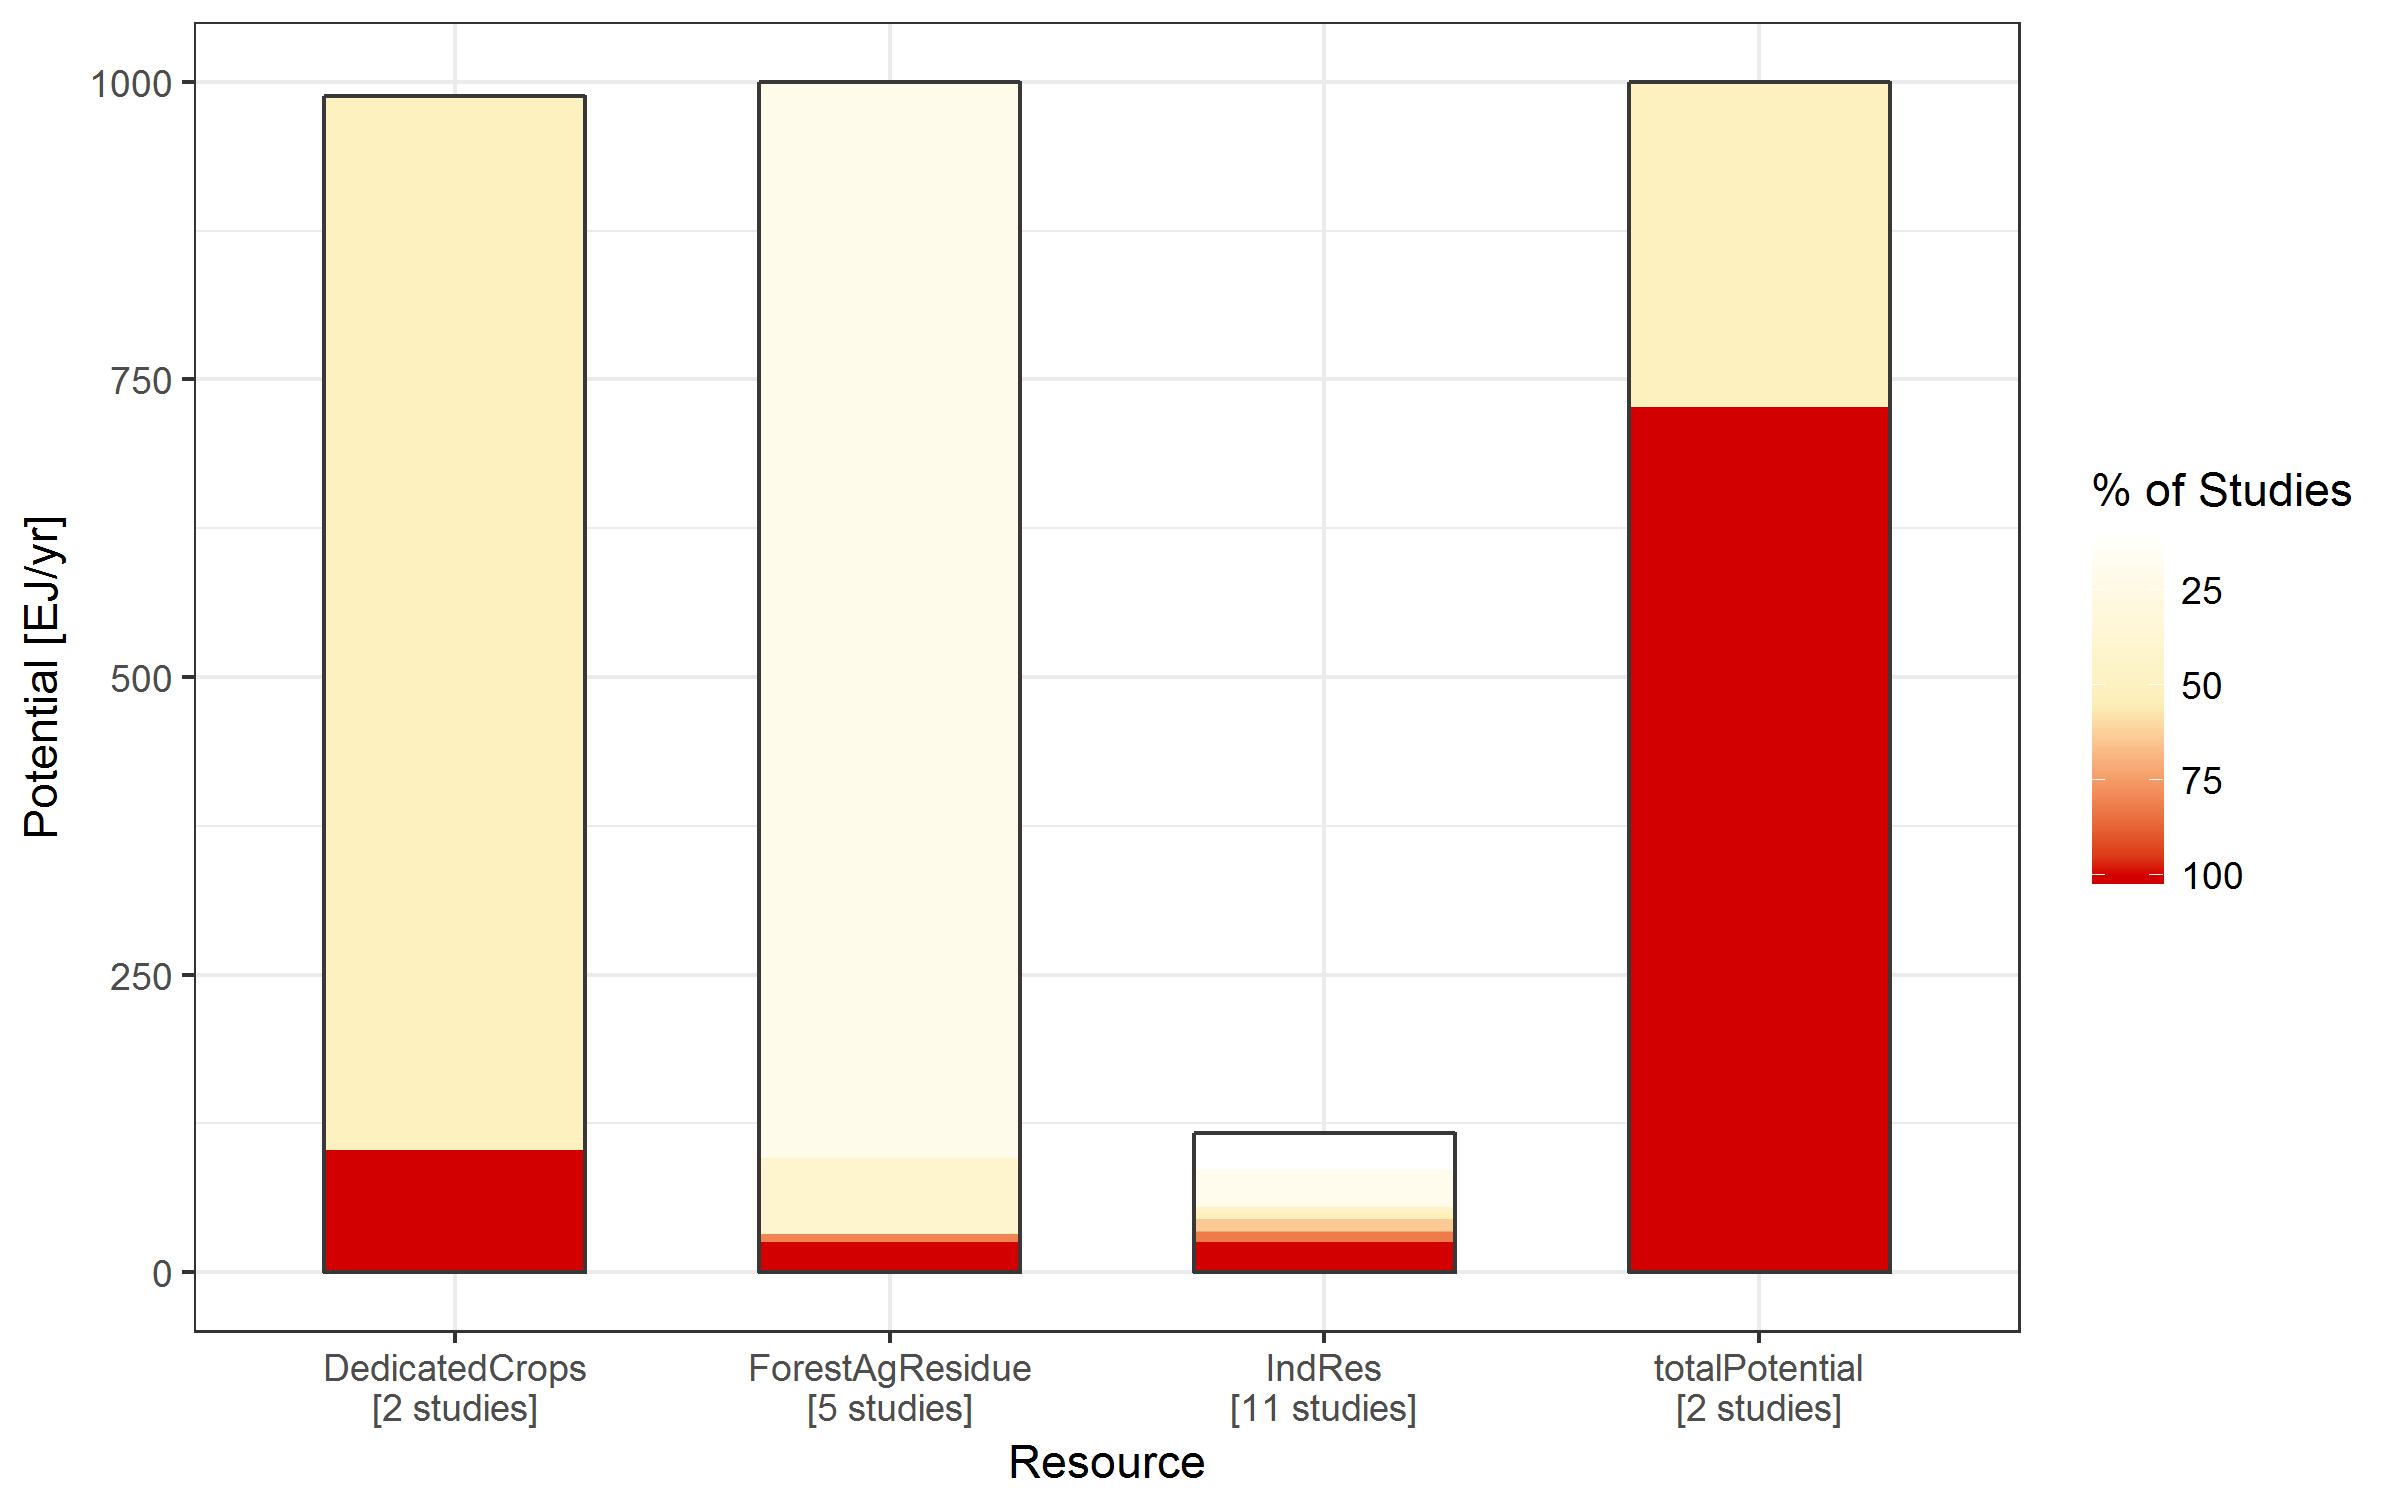 1000
750
500
250
0
Potential [EJ/yr]
DedicatedCrops
[2 studies]
ForestAgResidue
[5 studies]
IndRes
[11 studies]
totalPotential
[2 studies]
Resource
% of Studies
25
50
75
100